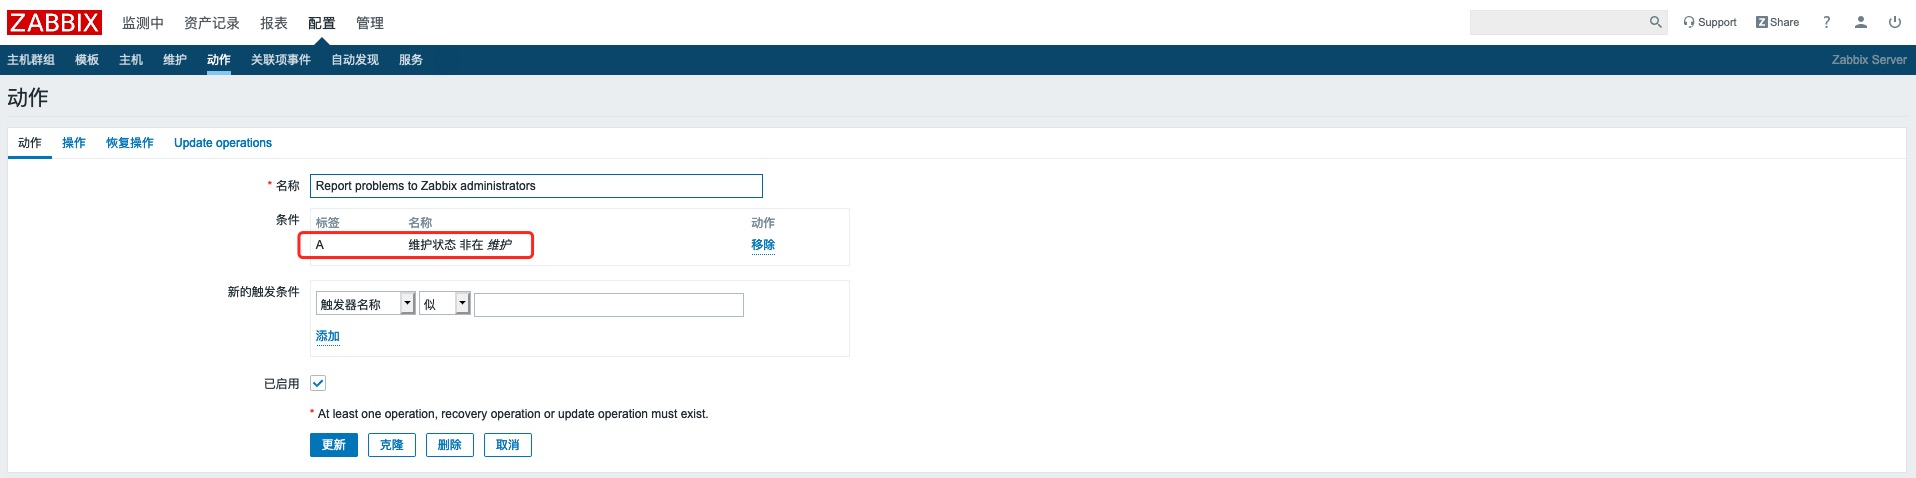 ZABBIX 监测中 资产记录 报表 配置 管理 Support Z Share ?
主机群组 模板 主机 维护 动作 关联项事件 自动发现 服务 Zabbix Server
动作
动作 操作 恢复操作 Update operations
* 名称 Report problems to Zabbix administrators
条件 标签 名称 动作
A 维护状态 非在 维护 移除
新的触发条件
触发器名称 似
添加
已启用
* At least one operation, recovery operation or update operation must exist.
更新 克隆 删除 取消